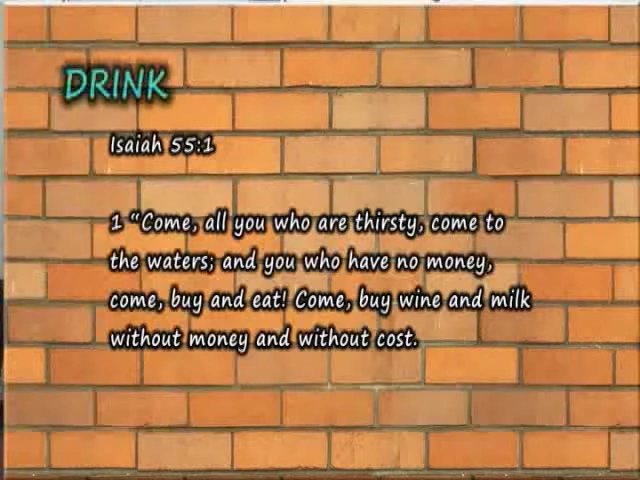 DRINK
Isaiah 55:1
1 “Come, all you who are thirsty, come to
the waters; and you who have no money,
come, buy and eat! Come, buy wine and milk
without money and without cost.